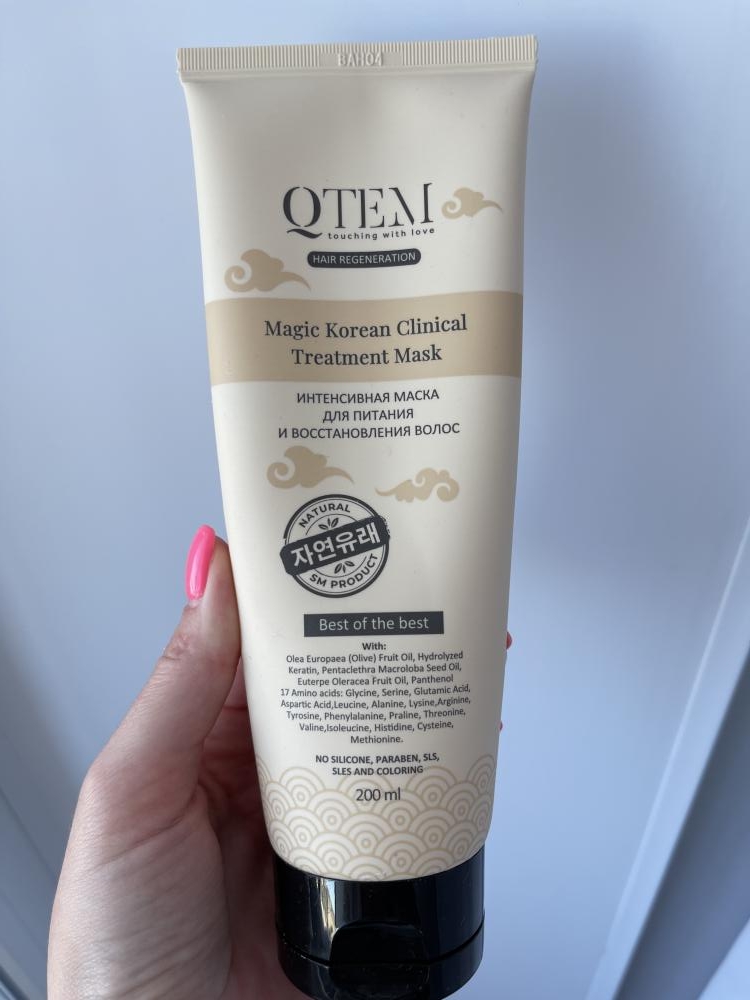 BAH04
QTEM
touching with love
HAIR REGENERATION
Magic Korean Clinical
Treatment Mask
ИНТЕНСИВНАЯ МАСКА
ДЛЯ ПИТАНИЯ
И ВОССТАНОВЛЕНИЯ ВОЛОС
NATURAL
자연유래
SM PRODUCT
Best of the best
With:
Olea Europaea (Olive) Fruit Oil, Hydrolyzed
Keratin, Pentaclethra Macroloba Seed Oil,
Euterpe Oleracea Fruit Oil, Panthenol
17 Amino acids: Glycine, Serine, Glutamic Acid,
Aspartic Acid,Leucine, Alanine, Lysine,Arginine,
Tyrosine, Phenylalanine, Praline, Threonine,
Valine,Isoleucine, Histidine, Cysteine,
Methionine.
NO SILICONE, PARABEN, SLS,
SLES AND COLORING
200 ml